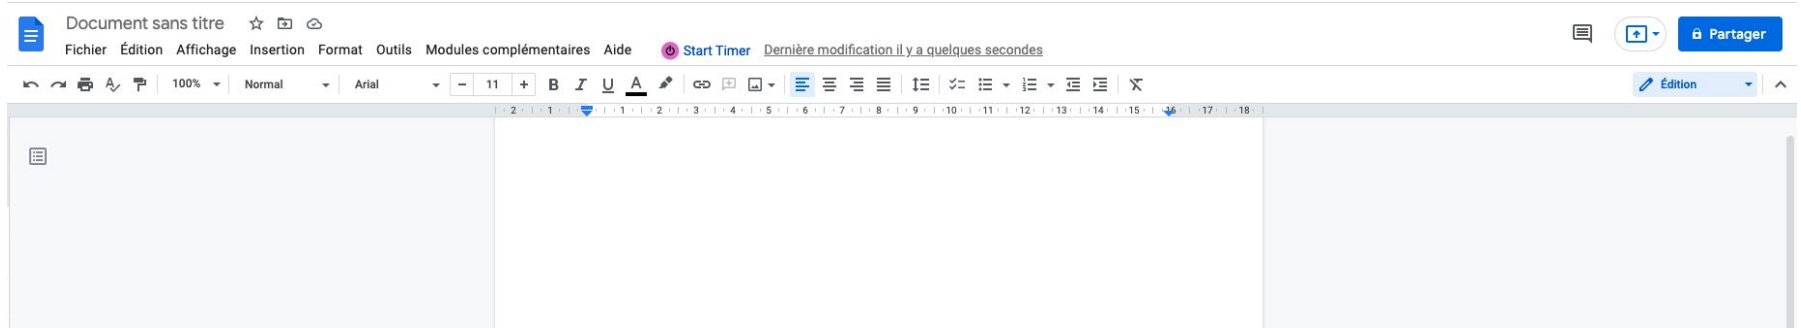 Document sans titre
Fichier Édition Affichage Insertion Format Outils Modules complémentaires Aide Start Timer Dernière modification il y a quelques secondes
Partager
100% Normal Arial − 11 + B I U A Édition
2 1 1 2 3 4 5 6 7 8 9 10 11 12 13 14 15 16 17 18